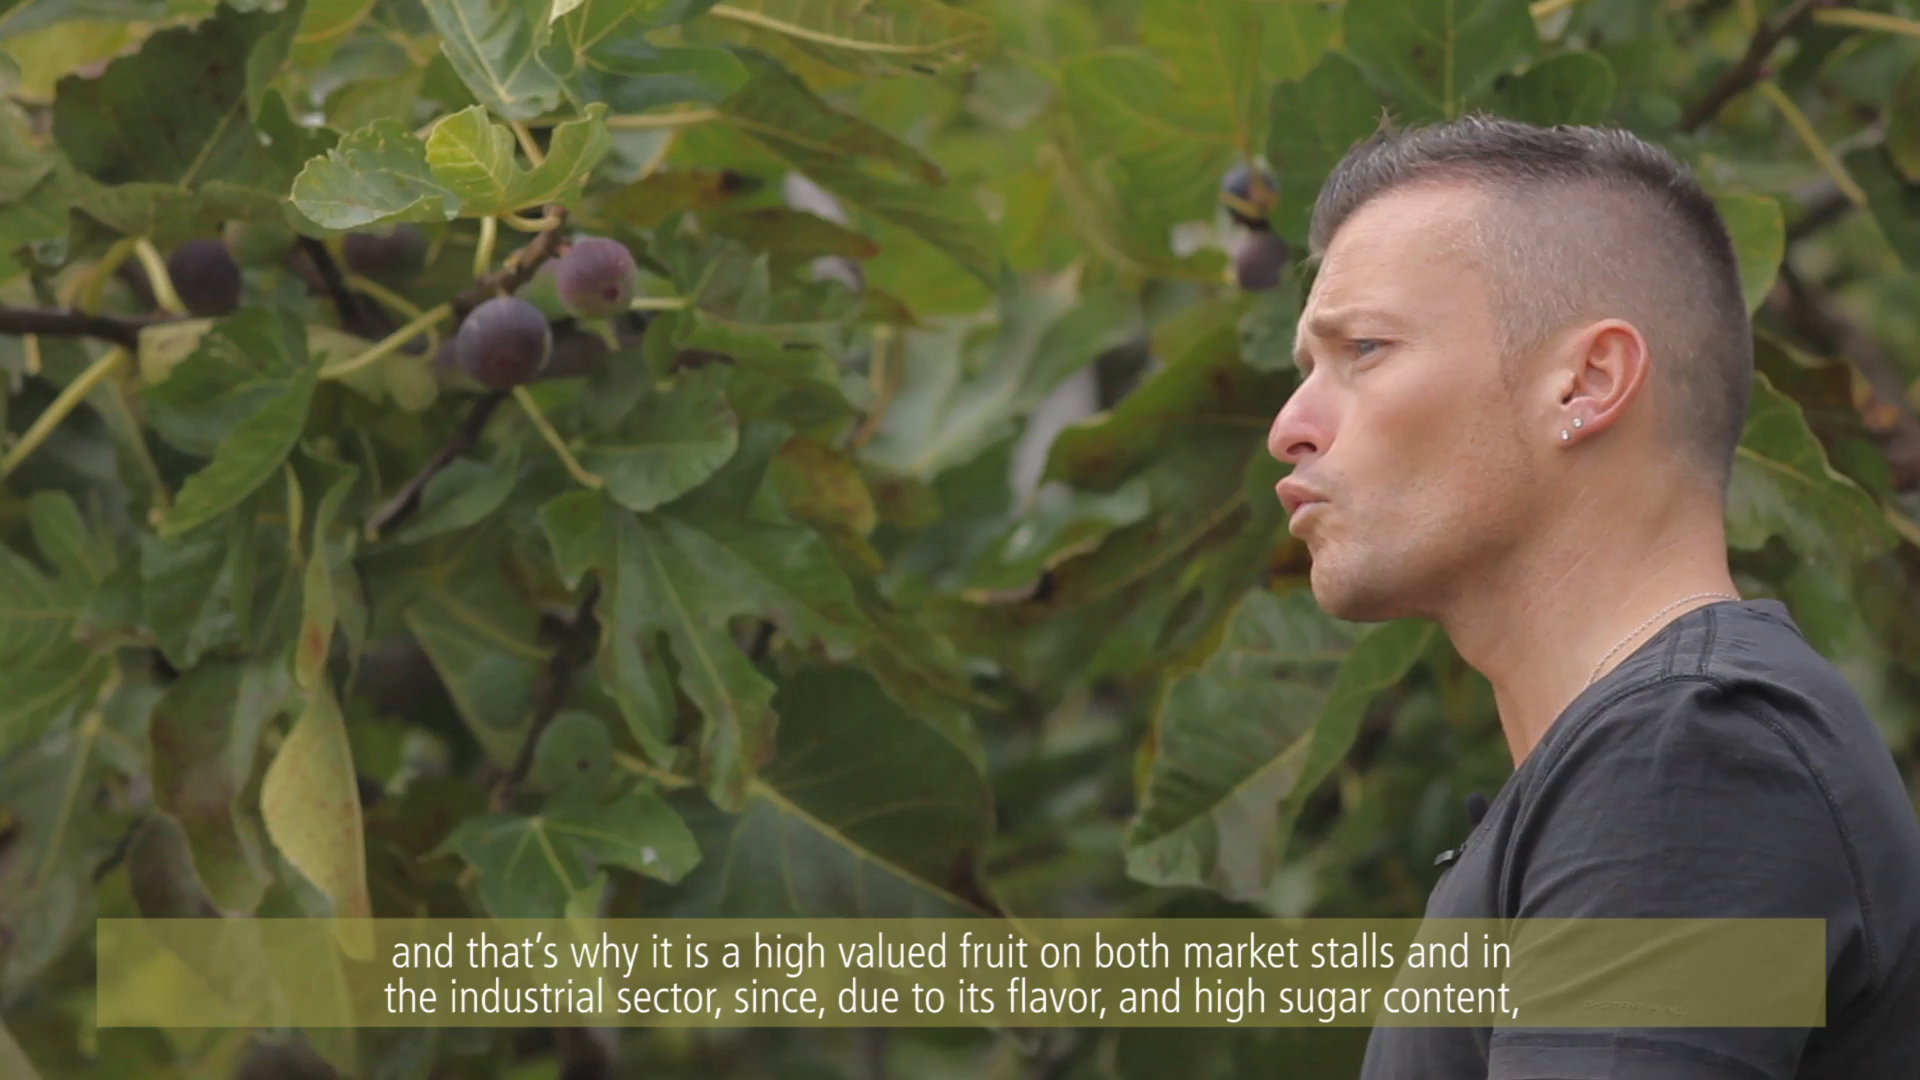 and that's why it is a high valued fruit on both market stalls and in
the industrial sector, since, due to its flavor, and high sugar content,